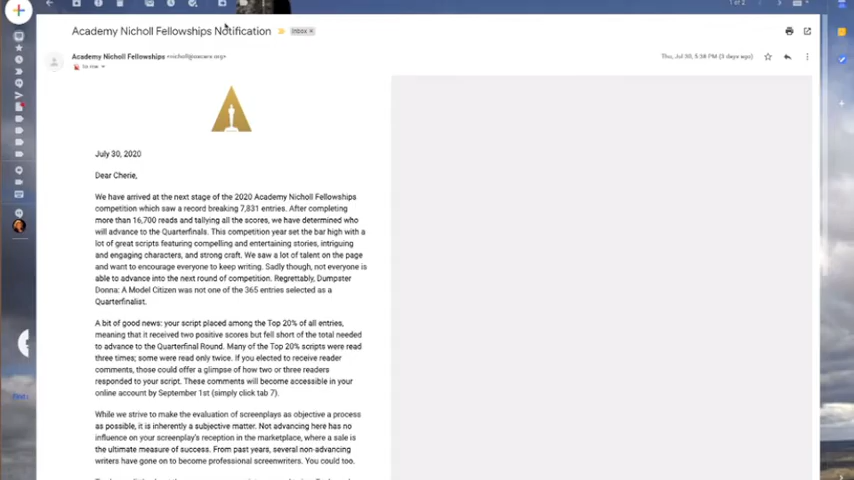 1 of 2
Academy Nicholl Fellowships Notification
Inbox ×
Academy Nicholl Fellowships <nicholl@oscars.org>
Thu, Jul 30, 5:38 PM (3 days ago)
to me
July 30, 2020
Dear Cherie,
We have arrived at the next stage of the 2020 Academy Nicholl Fellowships
competition which saw a record breaking 7,831 entries. After completing
more than 16,700 reads and tallying all the scores, we have determined who
will advance to the Quarterfinals. This competition year set the bar high with a
lot of great scripts featuring compelling and entertaining stories, intriguing
and engaging characters, and strong craft. We saw a lot of talent on the page
and want to encourage everyone to keep writing. Sadly though, not everyone is
able to advance into the next round of competition. Regrettably, Dumpster
Donna: A Model Citizen was not one of the 365 entries selected as a
Quarterfinalist.
A bit of good news: your script placed among the Top 20% of all entries,
meaning that it received two positive scores but fell short of the total needed
to advance to the Quarterfinal Round. Many of the Top 20% scripts were read
three times; some were read only twice. If you elected to receive reader
comments, those could offer a glimpse of how two or three readers
responded to your script. These comments will become accessible in your
online account by September 1st (simply click tab 7).
While we strive to make the evaluation of screenplays as objective a process
as possible, it is inherently a subjective matter. Not advancing here has no
influence on your screenplay's reception in the marketplace, where a sale is
the ultimate measure of success. From past years, several non-advancing
writers have gone on to become professional screenwriters. You could too.